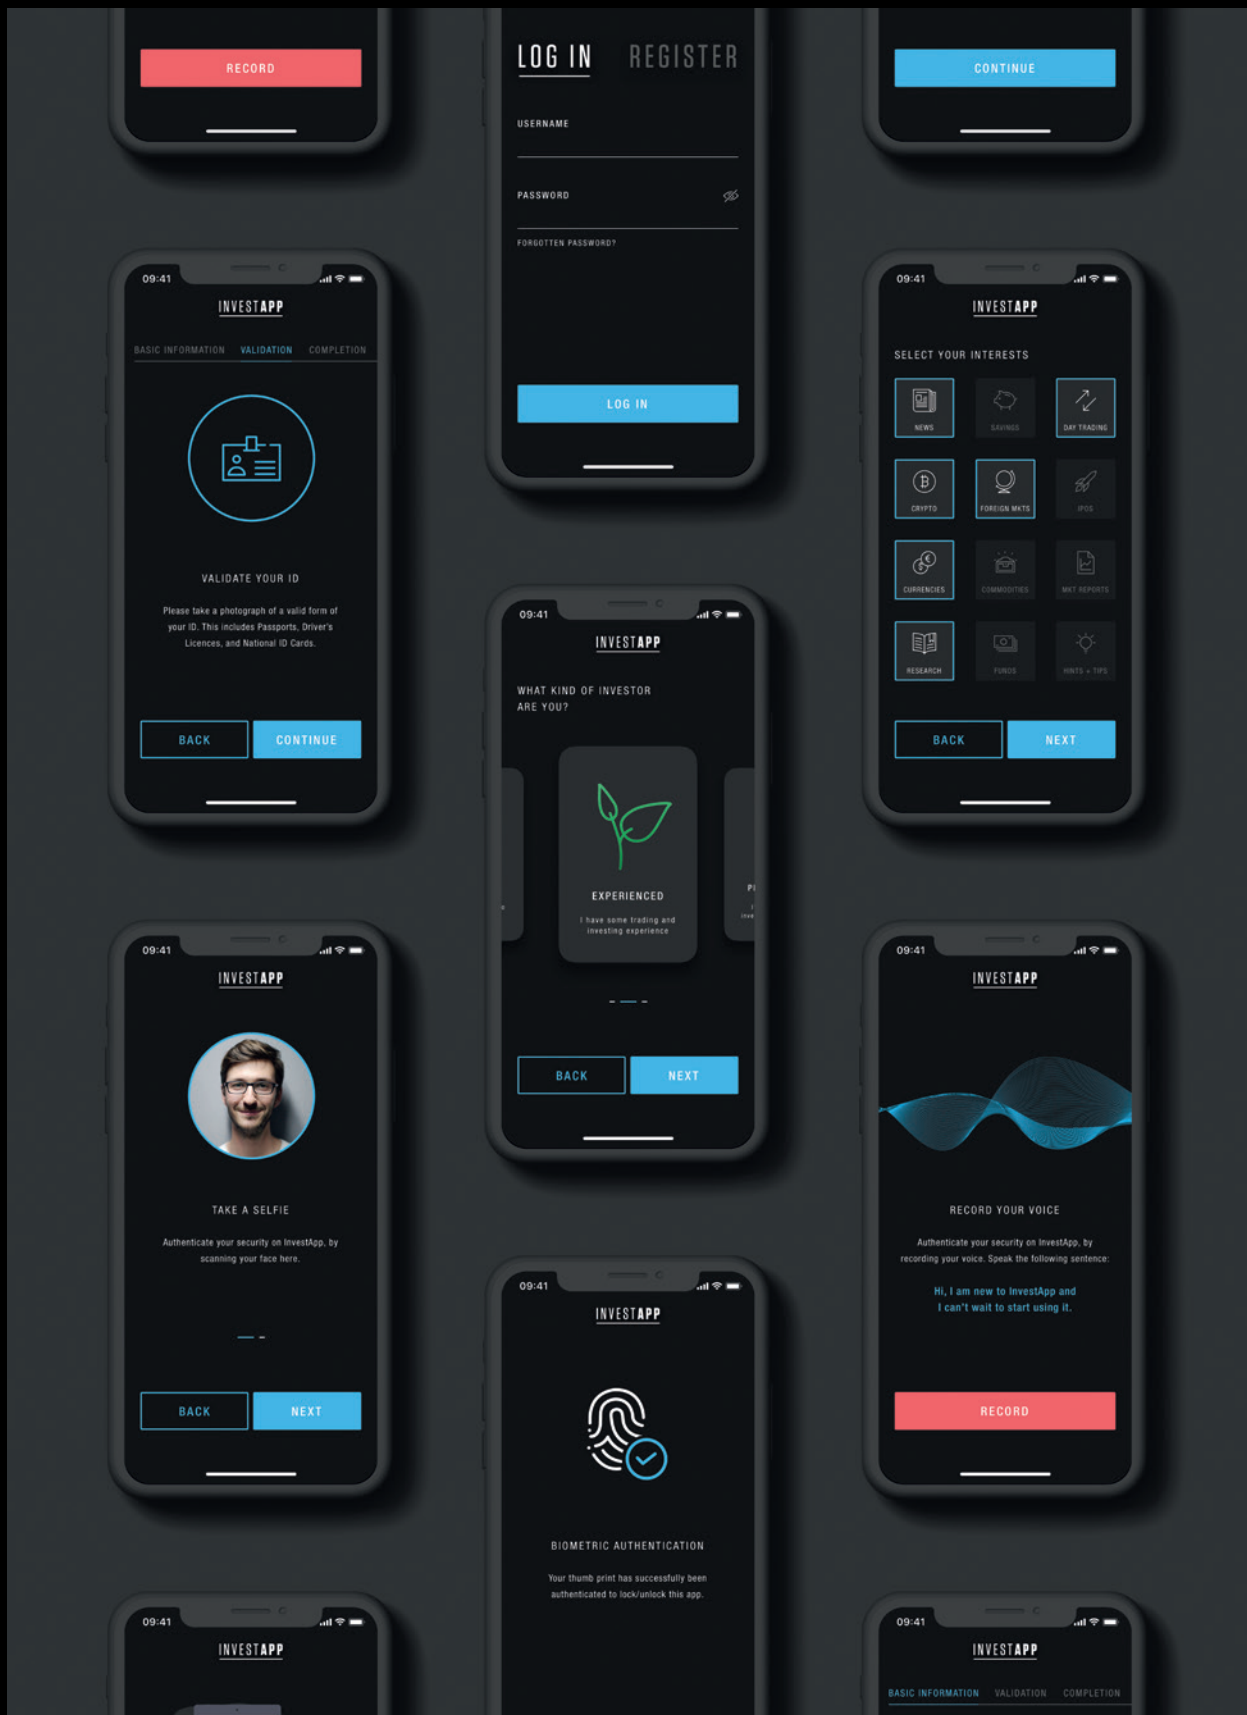 RECORD
LOG IN REGISTER
USERNAME
PASSWORD
FORGOTTEN PASSWORD?
LOG IN
CONTINUE
09:41
INVESTAPP
BASIC INFORMATION VALIDATION COMPLETION
VALIDATE YOUR ID
Please take a photograph of a valid form of
your ID. This includes Passports, Driver's
Licences, and National ID Cards.
BACK CONTINUE
09:41
INVESTAPP
SELECT YOUR INTERESTS
NEWS SAVINGS DAY TRADING
CRYPTO FOREIGN MKTS IPOS
CURRENCIES COMMODITIES MKT REPORTS
RESEARCH FUNDS HINTS + TIPS
BACK NEXT
09:41
INVESTAPP
WHAT KIND OF INVESTOR
ARE YOU?
EXPERIENCED
I have some trading and
investing experience
BACK NEXT
09:41
INVESTAPP
TAKE A SELFIE
Authenticate your security on InvestApp, by
scanning your face here.
BACK NEXT
09:41
INVESTAPP
RECORD YOUR VOICE
Authenticate your security on InvestApp, by
recording your voice. Speak the following sentence:
Hi, I am new to InvestApp and
I can't wait to start using it.
RECORD
09:41
INVESTAPP
BIOMETRIC AUTHENTICATION
Your thumb print has successfully been
authenticated to lock/unlock this app.
09:41
INVESTAPP
09:41
INVESTAPP
BASIC INFORMATION VALIDATION COMPLETION